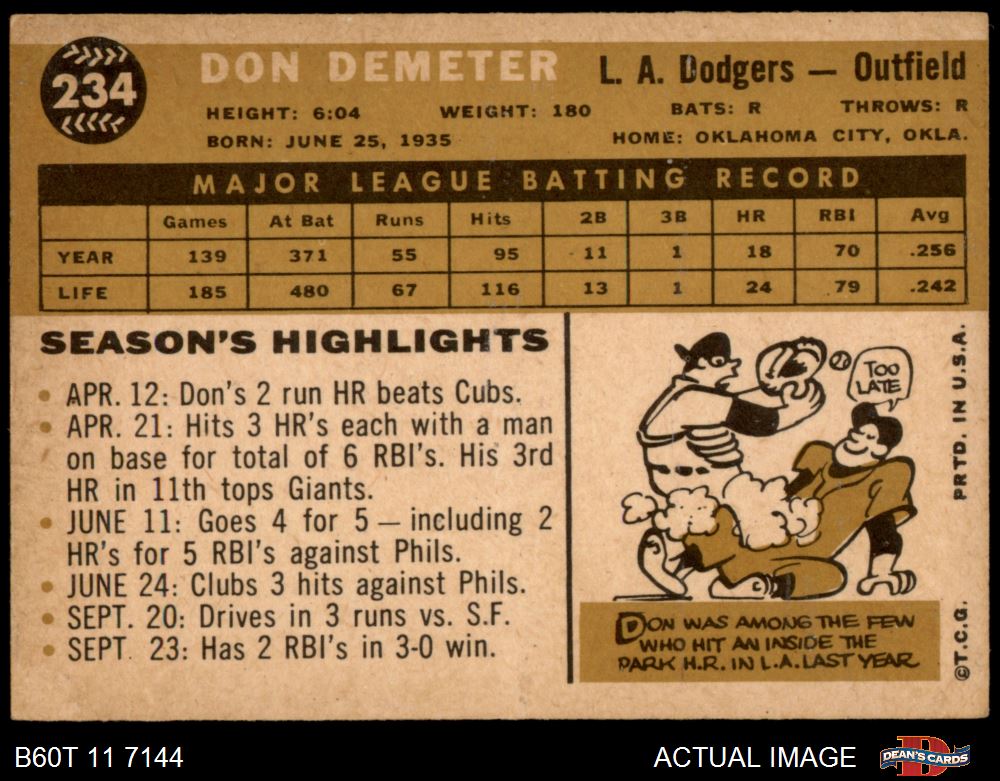 234
DON DEMETER
L. A. Dodgers — Outfield
HEIGHT: 6:04 WEIGHT: 180 BATS: R THROWS: R
BORN: JUNE 25, 1935 HOME: OKLAHOMA CITY, OKLA.
MAJOR LEAGUE BATTING RECORD
Games At Bat Runs Hits 2B 3B HR RBI Avg
YEAR 139 371 55 95 11 1 18 70 .256
LIFE 185 480 67 116 13 1 24 79 .242
SEASON'S HIGHLIGHTS
• APR. 12: Don's 2 run HR beats Cubs.
• APR. 21: Hits 3 HR's each with a man
on base for total of 6 RBI's. His 3rd
HR in 11th tops Giants.
• JUNE 11: Goes 4 for 5 — including 2
HR's for 5 RBI's against Phils.
• JUNE 24: Clubs 3 hits against Phils.
• SEPT. 20: Drives in 3 runs vs. S.F.
• SEPT. 23: Has 2 RBI's in 3-0 win.
TOO
LATE
DON WAS AMONG THE FEW
WHO HIT AN INSIDE THE
PARK H.R. IN L.A. LAST YEAR
PRTD. IN U.S.A.
©T.C.G.
B60T 11 7144
ACTUAL IMAGE
DEAN'S CARDS